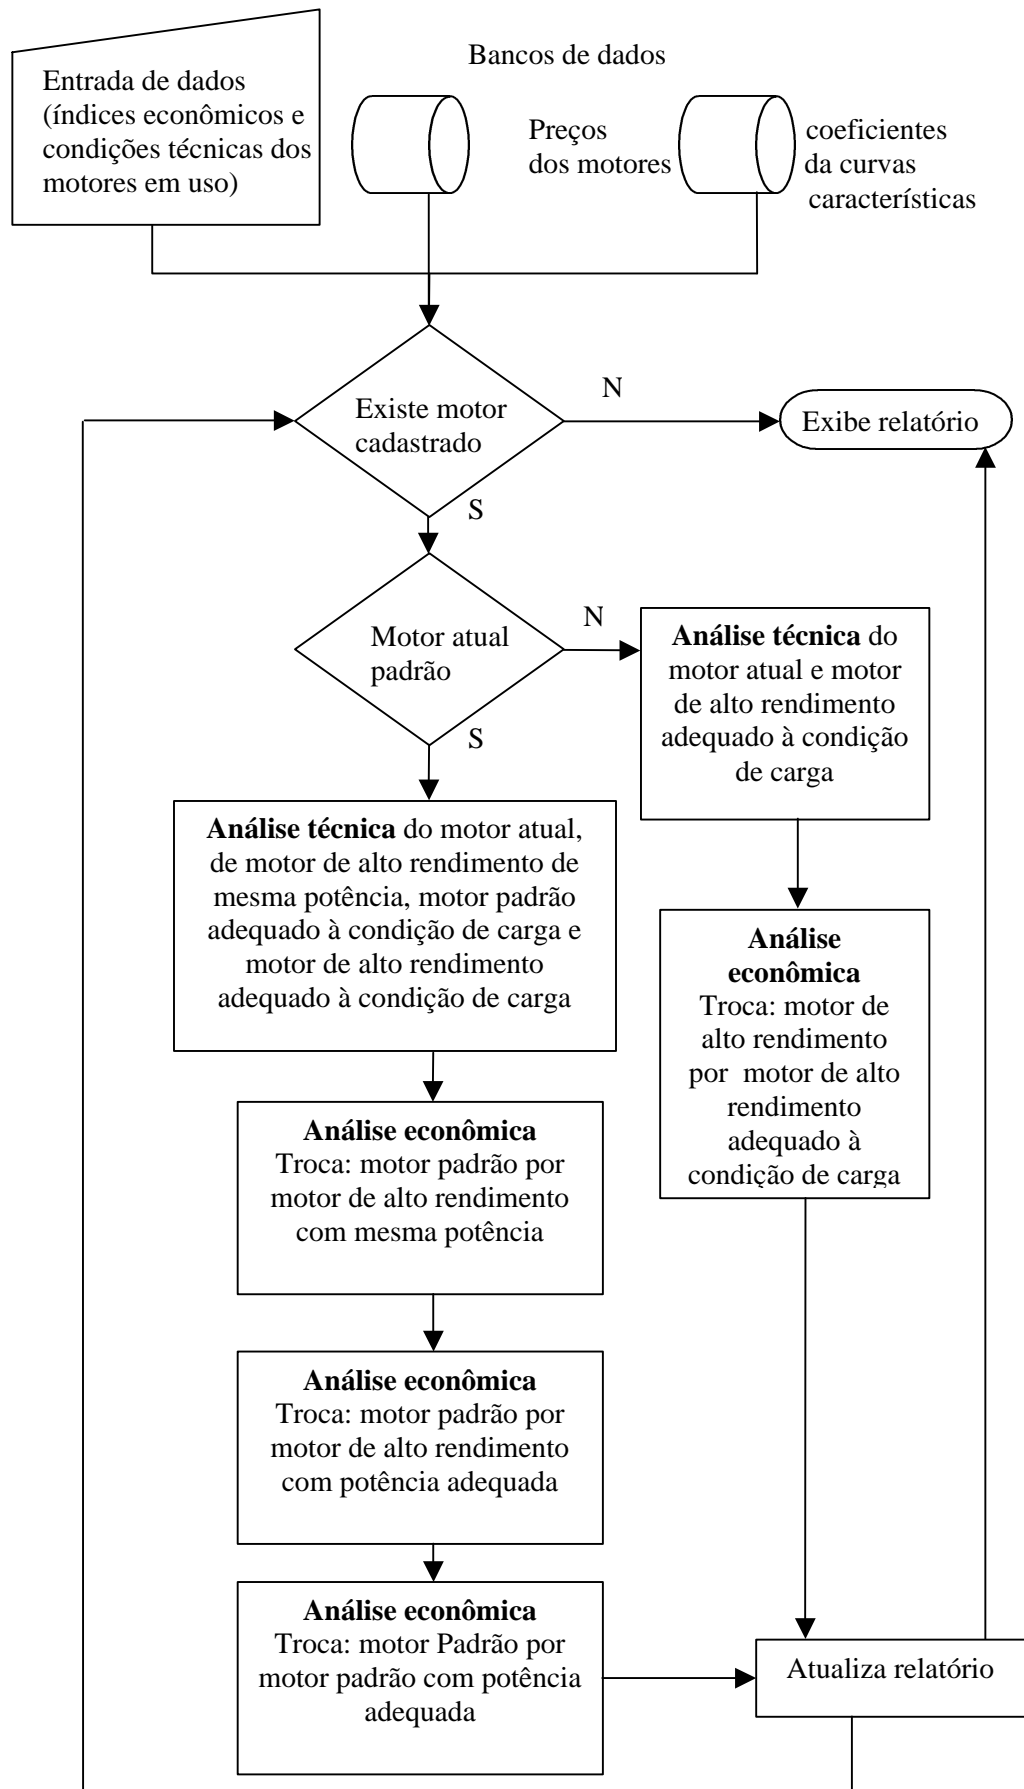 Entrada de dados
(índices econômicos e
condições técnicas dos
motores em uso)
Bancos de dados
Preços
dos motores
coeficientes
da curvas
características
Existe motor
cadastrado
N
Exibe relatório
S
Motor atual
padrão
N
Análise técnica do
motor atual e motor
de alto rendimento
adequado à condição
de carga
S
Análise técnica do motor atual,
de motor de alto rendimento de
mesma potência, motor padrão
adequado à condição de carga e
motor de alto rendimento
adequado à condição de carga
Análise
econômica
Troca: motor de
alto rendimento
por motor de alto
rendimento
adequado à
condição de carga
Análise econômica
Troca: motor padrão por
motor de alto rendimento
com mesma potência
Análise econômica
Troca: motor padrão por
motor de alto rendimento
com potência adequada
Análise econômica
Troca: motor Padrão por
motor padrão com potência
adequada
Atualiza relatório